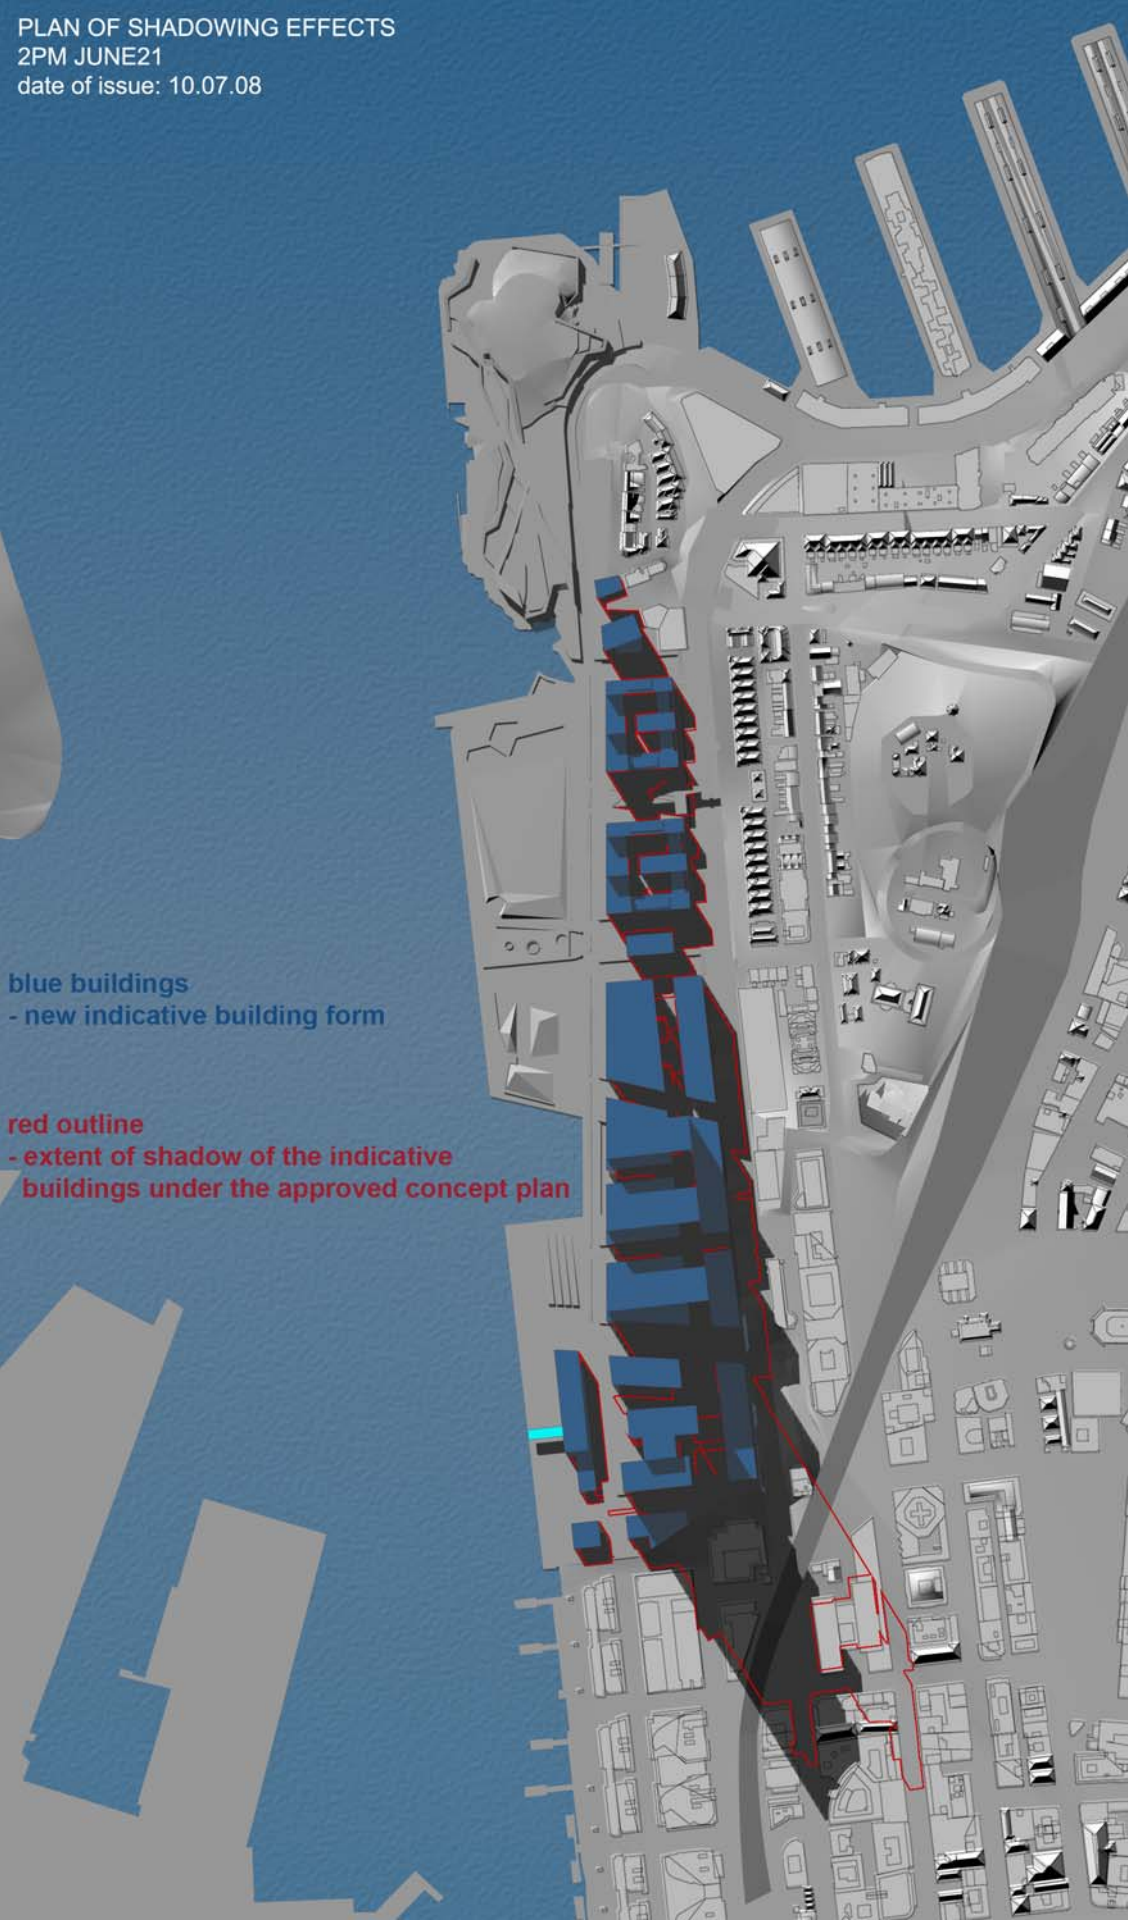 PLAN OF SHADOWING EFFECTS
2PM JUNE21
date of issue: 10.07.08
blue buildings
- new indicative building form
red outline
- extent of shadow of the indicative
buildings under the approved concept plan